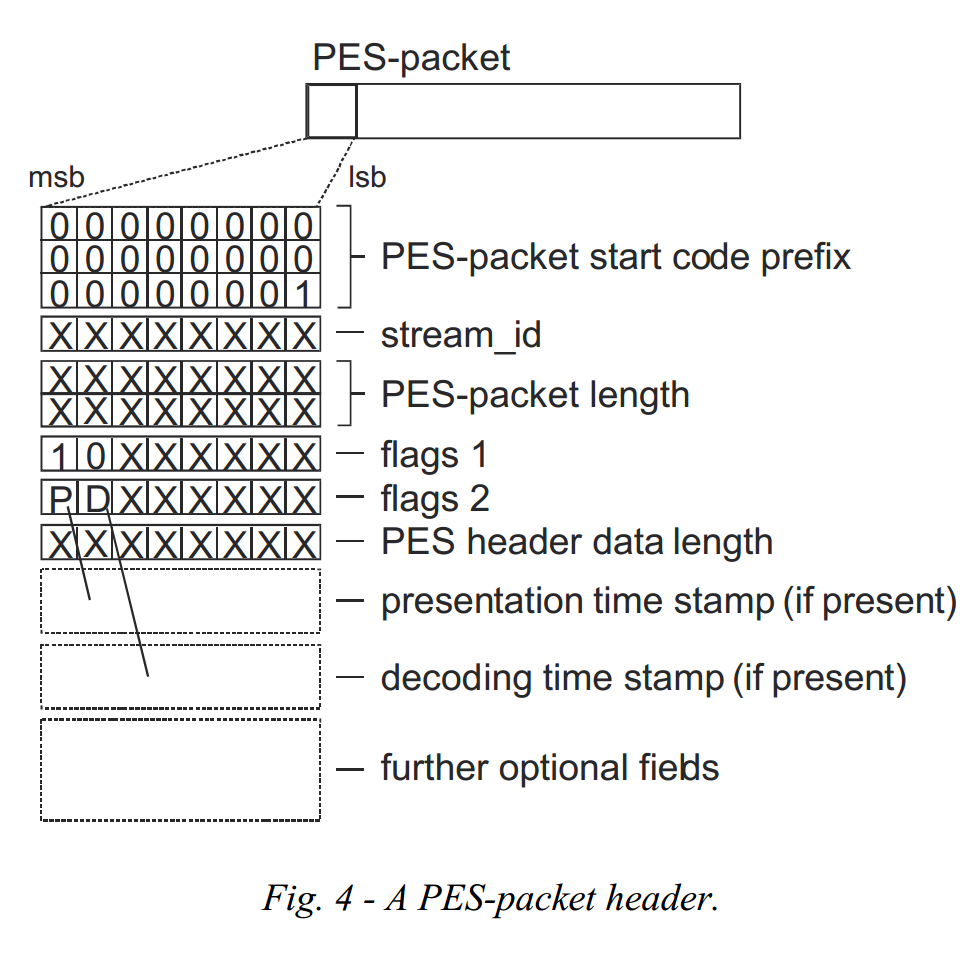 PES-packet
msb lsb
0 0 0 0 0 0 0 0
0 0 0 0 0 0 0 0
0 0 0 0 0 0 0 1
PES-packet start code prefix
X X X X X X X X
stream_id
X X X X X X X X
X X X X X X X X
PES-packet length
1 0 X X X X X X
flags 1
P D X X X X X X
flags 2
X X X X X X X X
PES header data length
presentation time stamp (if present)
decoding time stamp (if present)
further optional fields
Fig. 4 - A PES-packet header.